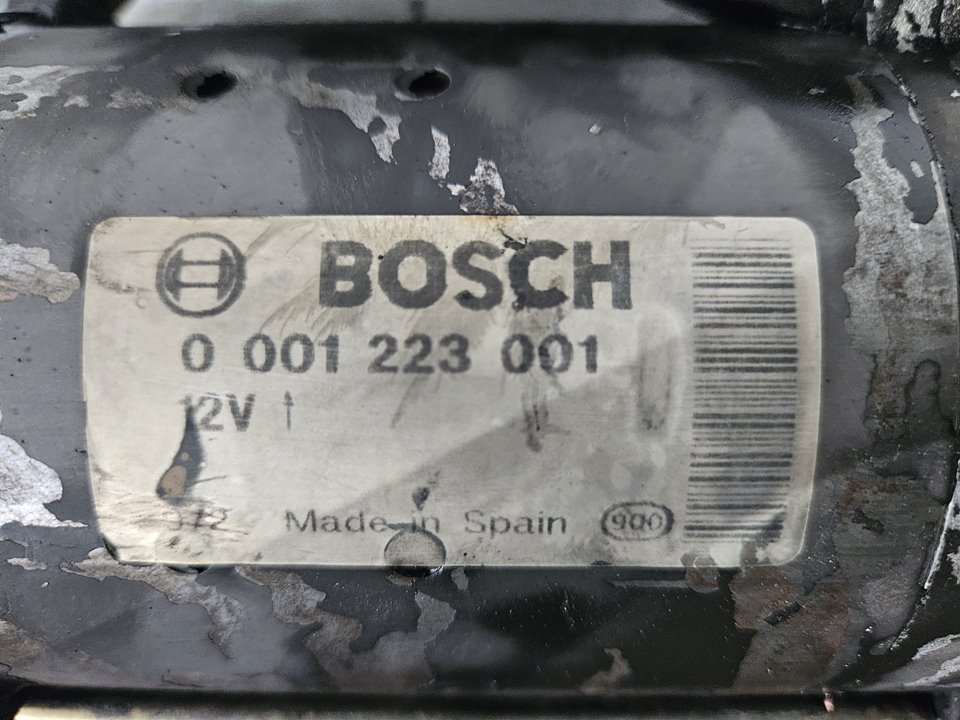 BOSCH
0 001 223 001
12V ↑
Made in Spain 900